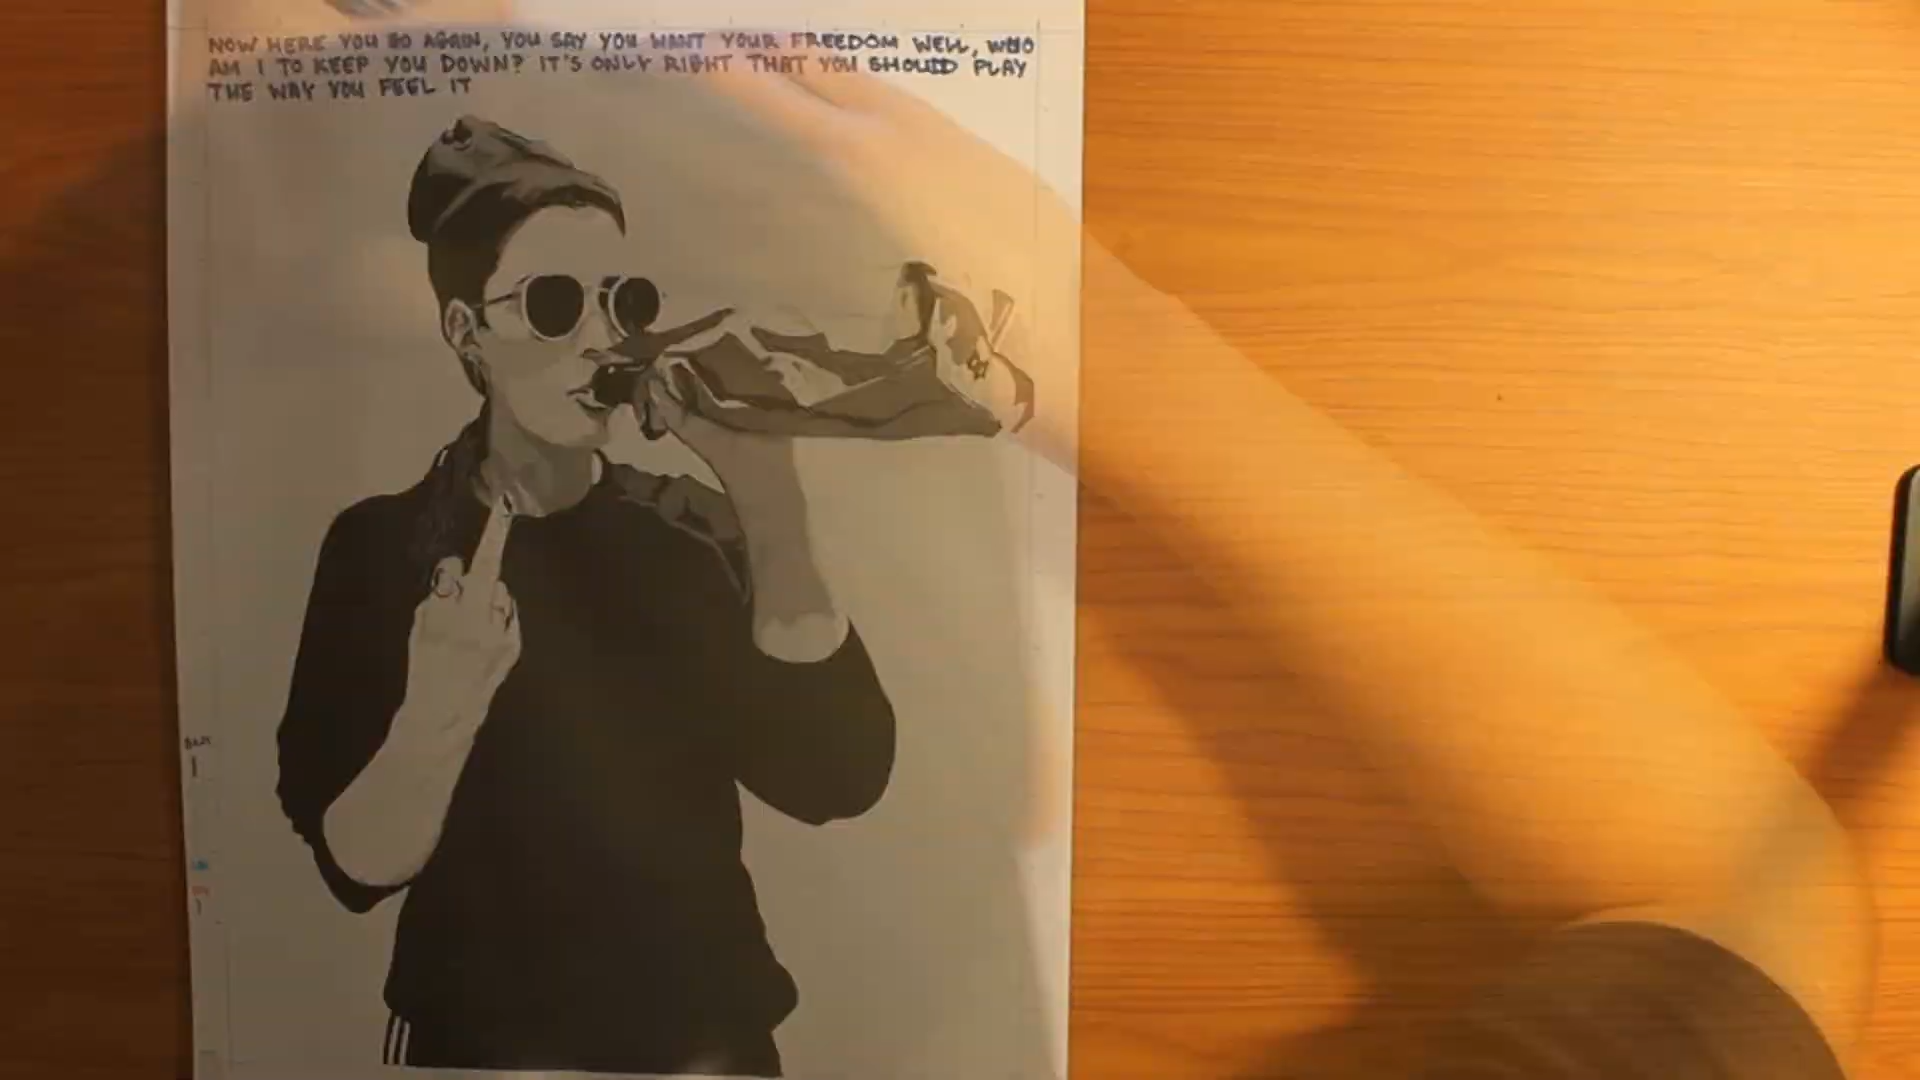 NOW HERE YOU GO AGAIN, YOU SAY YOU WANT YOUR FREEDOM WELL, WHO
AM I TO KEEP YOU DOWN? IT'S ONLY RIGHT THAT YOU SHOULD PLAY
THE WAY YOU FEEL IT